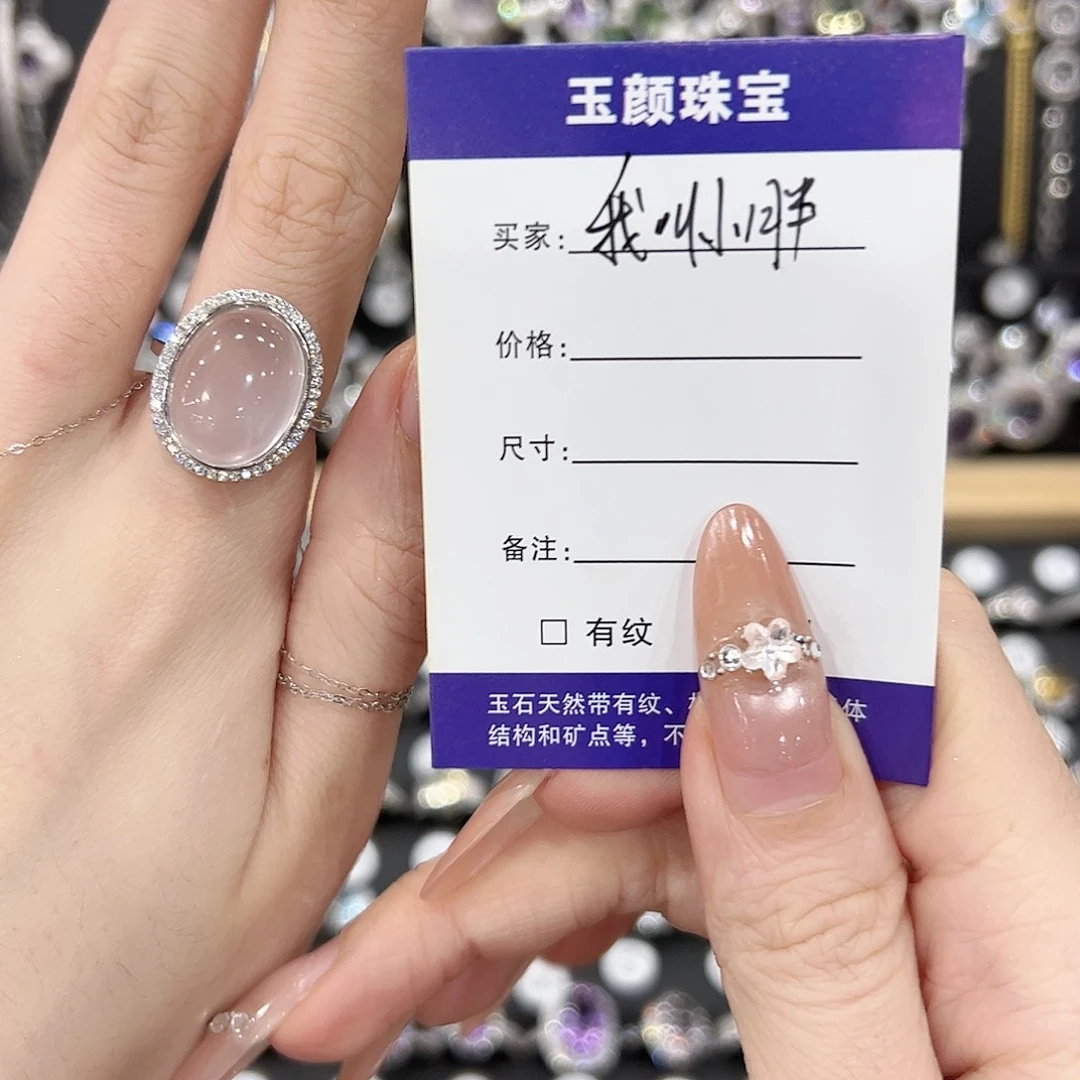 玉颜珠宝
买家: 我叫小胖
价格:
尺寸:
备注:
□ 有纹
玉石天然带有纹、 体
结构和矿点等，不